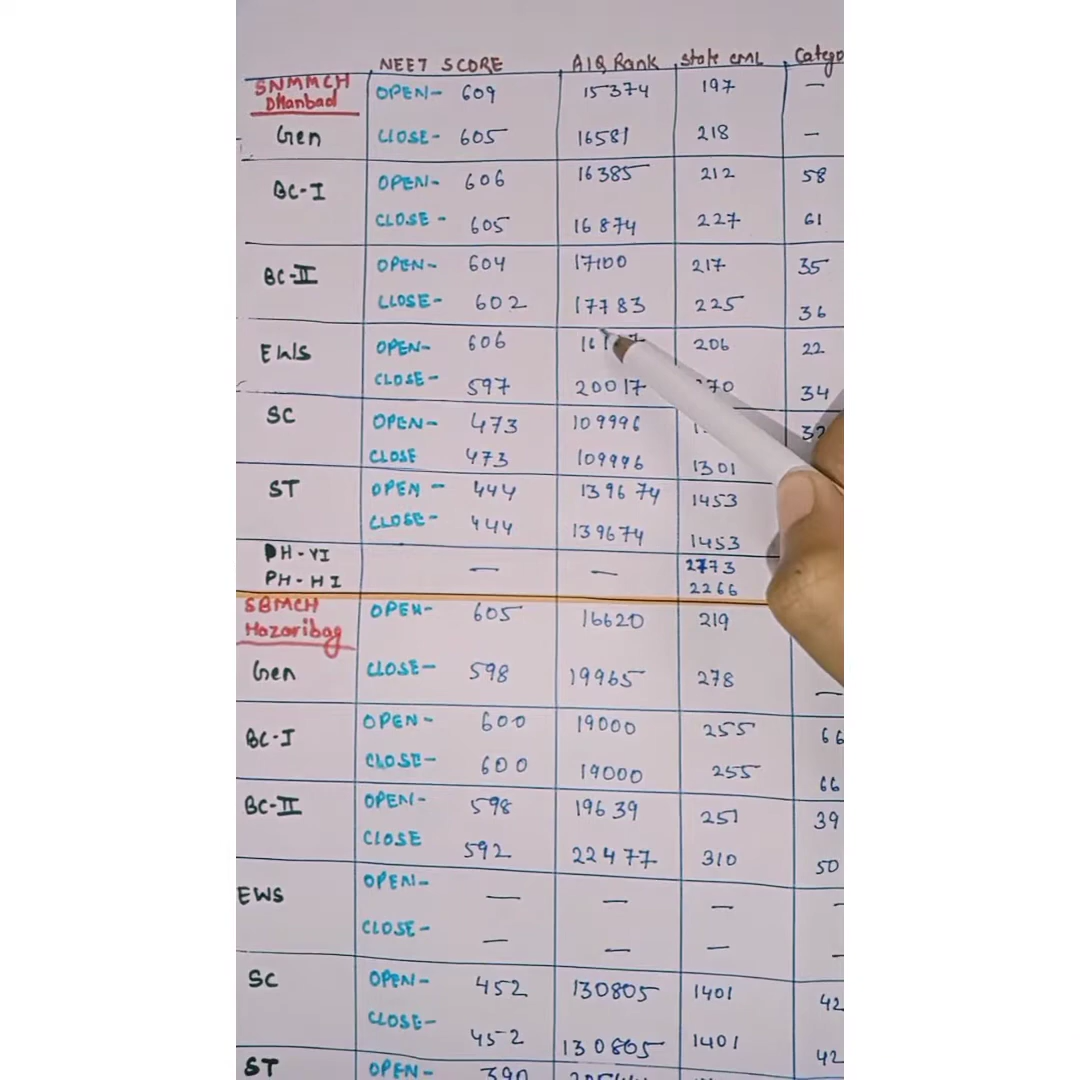 NEET SCORE AIQ Rank State CML Catego
SNMMCH OPEN- 609 15374 197 —
Dhanbad
Gen CLOSE- 605 16581 218 —
BC-I OPEN- 606 16385 212 58
CLOSE- 605 16874 227 61
BC-II OPEN- 604 17100 217 35
CLOSE- 602 17783 225 36
EWS OPEN- 606 206 22
CLOSE- 597 20017 34
SC OPEN- 473 109996
CLOSE 473 109996 1301
ST OPEN- 444 139674 1453
CLOSE- 444 139674 1453
PH-VI — — 2773
PH-HI 2266
SBMCH OPEN- 605 16620 219
Hazaribag
Gen CLOSE- 598 19965 278 —
BC-I OPEN- 600 19000 255 66
CLOSE- 600 19000 255 66
BC-II OPEN- 598 19639 251 39
CLOSE 592 22477 310 50
EWS OPEN- — — — -
CLOSE- — — — -
SC OPEN- 452 130805 1401 42
CLOSE- 452 130805 1401 42
ST OPEN- 390